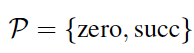 𝒫 = {zero, succ}